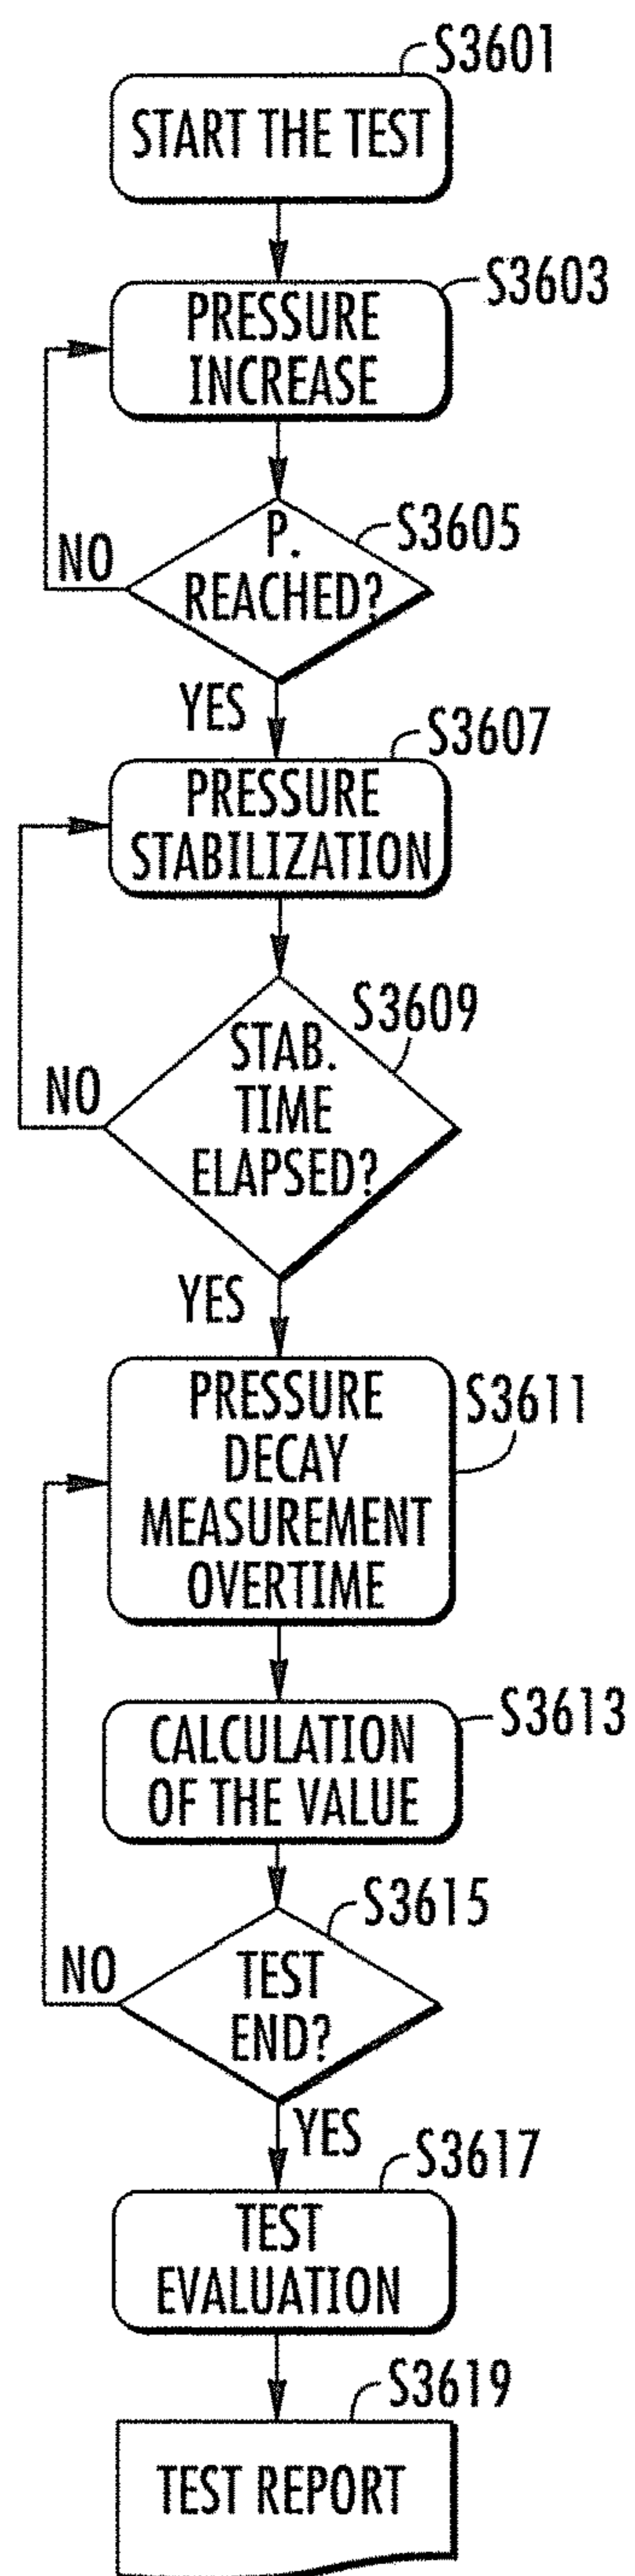 S3601
START THE TEST
S3603
PRESSURE
INCREASE
S3605
P.
REACHED?
NO
YES
S3607
PRESSURE
STABILIZATION
S3609
STAB.
TIME
ELAPSED?
NO
YES
S3611
PRESSURE
DECAY
MEASUREMENT
OVERTIME
S3613
CALCULATION
OF THE VALUE
S3615
TEST
END?
NO
YES
S3617
TEST
EVALUATION
S3619
TEST REPORT